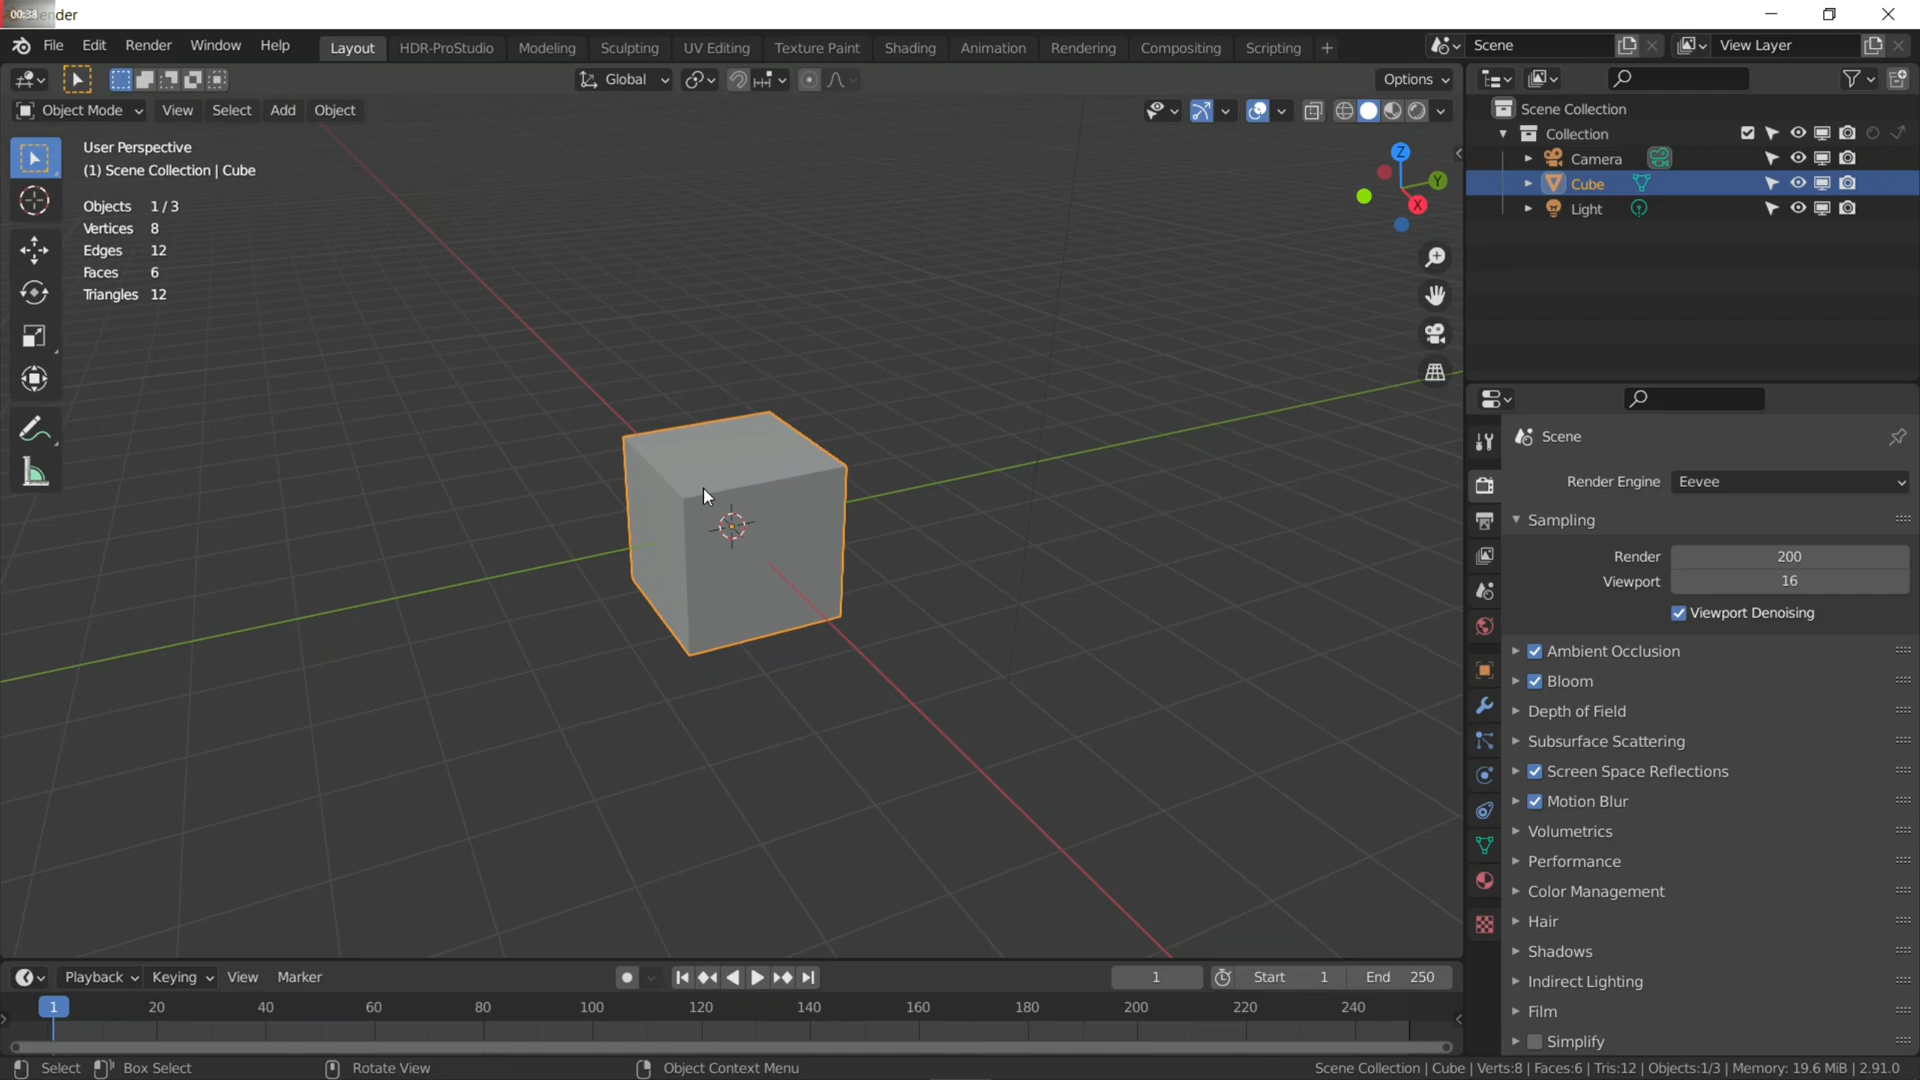 00:38 nder
File Edit Render Window Help Layout HDR-ProStudio Modeling Sculpting UV Editing Texture Paint Shading Animation Rendering Compositing Scripting + Scene View Layer
Global Options
Object Mode View Select Add Object
User Perspective
(1) Scene Collection | Cube
Objects 1 / 3
Vertices 8
Edges 12
Faces 6
Triangles 12
Z
Y
X
Scene Collection
Collection
Camera
Cube
Light
Scene
Render Engine Eevee
Sampling
Render 200
Viewport 16
Viewport Denoising
Ambient Occlusion
Bloom
Depth of Field
Subsurface Scattering
Screen Space Reflections
Motion Blur
Volumetrics
Performance
Color Management
Hair
Shadows
Indirect Lighting
Film
Simplify
Playback Keying View Marker 1 Start 1 End 250
1 20 40 60 80 100 120 140 160 180 200 220 240
Select Box Select Rotate View Object Context Menu Scene Collection | Cube | Verts:8 | Faces:6 | Tris:12 | Objects:1/3 | Memory: 19.6 MiB | 2.91.0